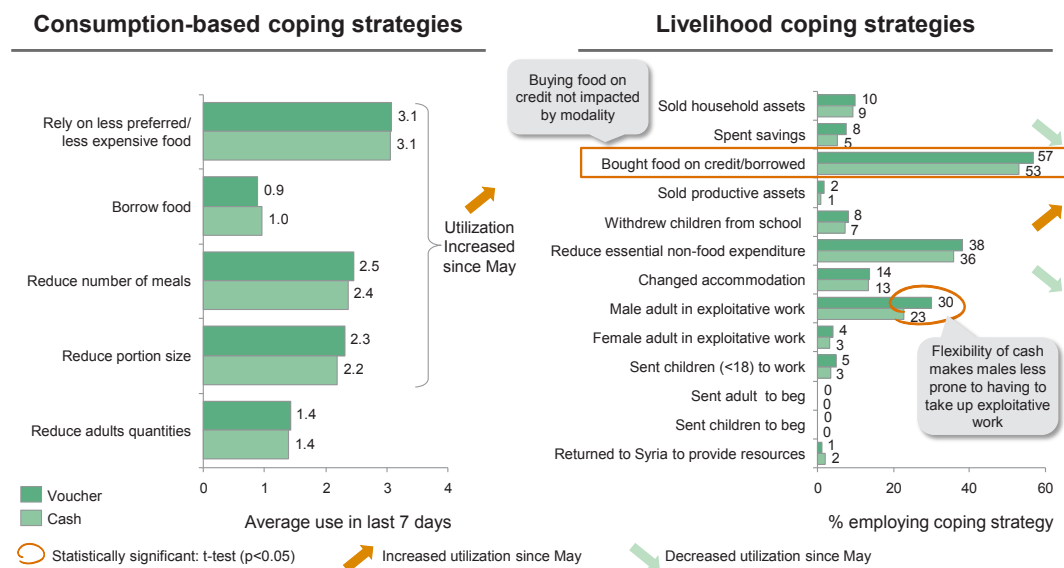 Consumption-based coping strategies
Rely on less preferred/
less expensive food
3.1
3.1
Borrow food
0.9
1.0
Reduce number of meals
2.5
2.4
Reduce portion size
2.3
2.2
Reduce adults quantities
1.4
1.4
Utilization
Increased
since May
0
1
2
3
4
Average use in last 7 days
Voucher
Cash
Livelihood coping strategies
Buying food on
credit not impacted
by modality
Sold household assets
10
9
Spent savings
8
5
Bought food on credit/borrowed
57
53
Sold productive assets
2
1
Withdrew children from school
8
7
Reduce essential non-food expenditure
38
36
Changed accommodation
14
13
Male adult in exploitative work
30
23
Female adult in exploitative work
4
3
Sent children (<18) to work
5
3
Sent adult to beg
0
0
Sent children to beg
0
0
Returned to Syria to provide resources
1
2
Flexibility of cash
makes males less
prone to having to
take up exploitative
work
0
20
40
60
% employing coping strategy
Statistically significant: t-test (p<0.05)
Increased utilization since May
Decreased utilization since May